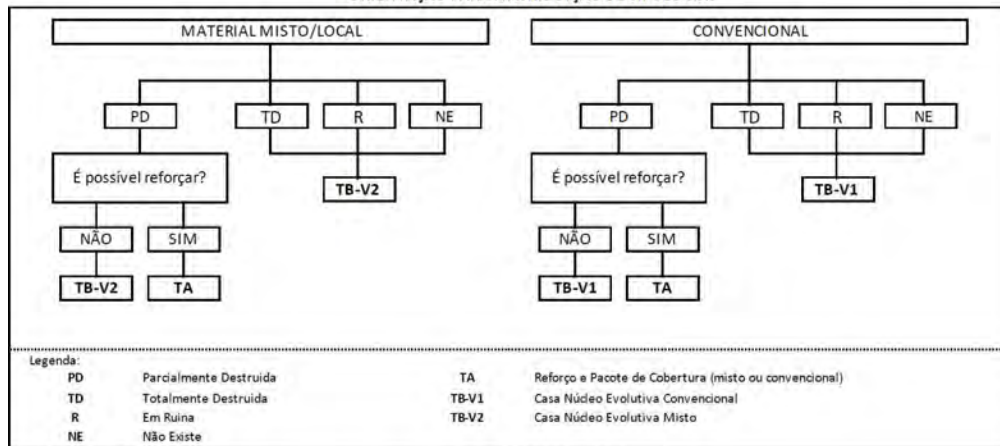 MATERIAL MISTO/LOCAL
CONVENCIONAL
PD TD R NE
PD TD R NE
É possível reforçar?
TB-V2
É possível reforçar?
TB-V1
NÃO SIM
NÃO SIM
TB-V2 TA
TB-V1 TA
Legenda:
PD Parcialmente Destruida TA Reforço e Pacote de Cobertura (misto ou convencional)
TD Totalmente Destruida TB-V1 Casa Núcleo Evolutiva Convencional
R Em Ruina TB-V2 Casa Núcleo Evolutiva Misto
NE Não Existe